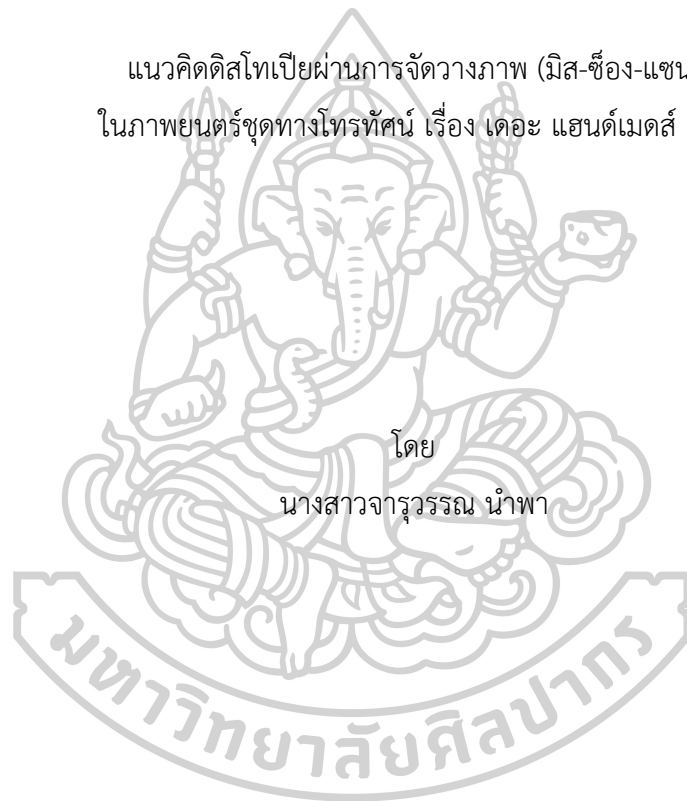 แนวคิดดิสโทเปียผ่านการจัดวางภาพ (มิส-ซ็อง-แซน
ในภาพยนตร์ชุดทางโทรทัศน์ เรื่อง เดอะ แฮนด์เมดส์
โดย
นางสาวจารุวรรณ นำพา
มหาวิทยาลัยศิลปากร